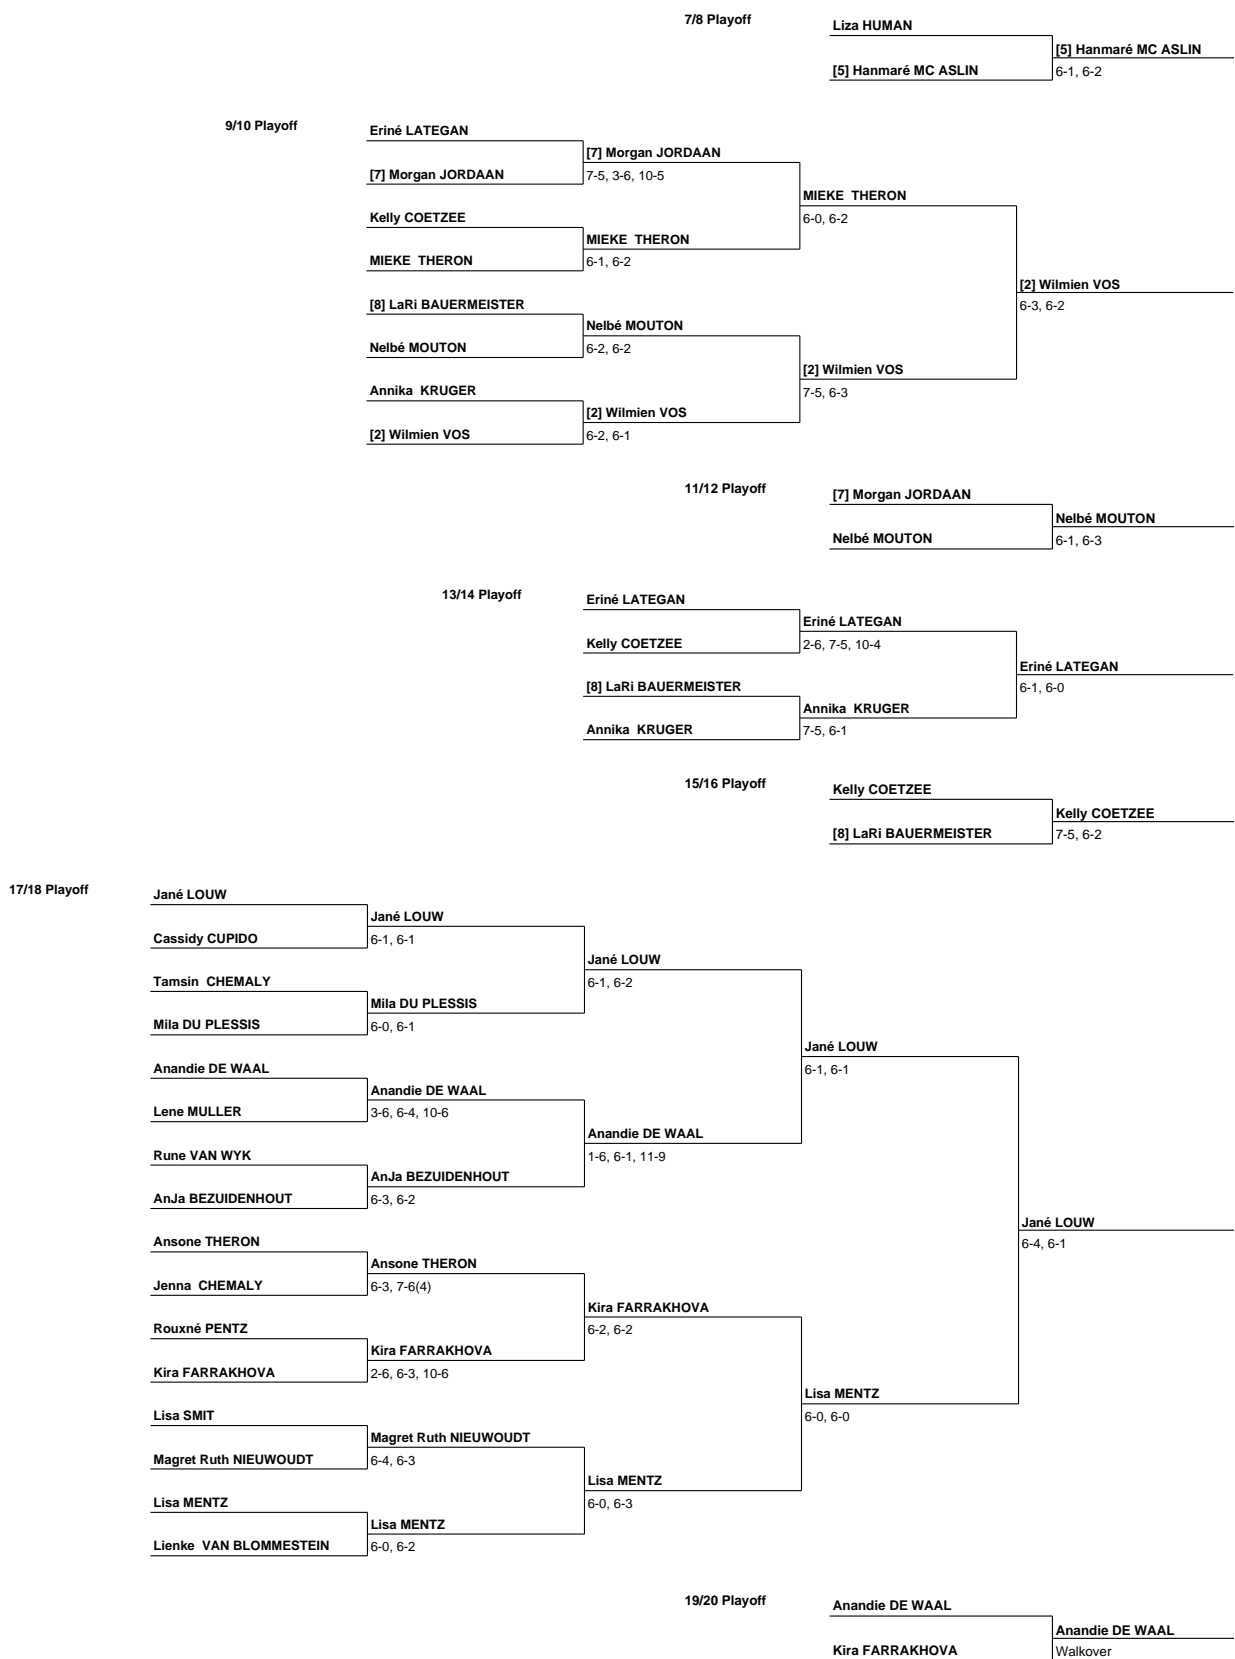 7/8 Playoff
Liza HUMAN
[5] Hanmaré MC ASLIN
[5] Hanmaré MC ASLIN
6-1, 6-2
9/10 Playoff
Eriné LATEGAN
[7] Morgan JORDAAN
[7] Morgan JORDAAN
7-5, 3-6, 10-5
MIEKE THERON
6-0, 6-2
Kelly COETZEE
MIEKE THERON
MIEKE THERON
6-1, 6-2
[2] Wilmien VOS
6-3, 6-2
[8] LaRi BAUERMEISTER
Nelbé MOUTON
Nelbé MOUTON
6-2, 6-2
[2] Wilmien VOS
7-5, 6-3
Annika KRUGER
[2] Wilmien VOS
[2] Wilmien VOS
6-2, 6-1
11/12 Playoff
[7] Morgan JORDAAN
Nelbé MOUTON
Nelbé MOUTON
6-1, 6-3
13/14 Playoff
Eriné LATEGAN
Eriné LATEGAN
Kelly COETZEE
2-6, 7-5, 10-4
Eriné LATEGAN
6-1, 6-0
[8] LaRi BAUERMEISTER
Annika KRUGER
Annika KRUGER
7-5, 6-1
15/16 Playoff
Kelly COETZEE
Kelly COETZEE
[8] LaRi BAUERMEISTER
7-5, 6-2
17/18 Playoff
Jané LOUW
Jané LOUW
Cassidy CUPIDO
6-1, 6-1
Jané LOUW
6-1, 6-2
Tamsin CHEMALY
Mila DU PLESSIS
Mila DU PLESSIS
6-0, 6-1
Jané LOUW
6-1, 6-1
Anandie DE WAAL
Anandie DE WAAL
Lene MULLER
3-6, 6-4, 10-6
Anandie DE WAAL
1-6, 6-1, 11-9
Rune VAN WYK
AnJa BEZUIDENHOUT
AnJa BEZUIDENHOUT
6-3, 6-2
Jané LOUW
6-4, 6-1
Ansone THERON
Ansone THERON
Jenna CHEMALY
6-3, 7-6(4)
Kira FARRAKHOVA
6-2, 6-2
Rouxné PENTZ
Kira FARRAKHOVA
Kira FARRAKHOVA
2-6, 6-3, 10-6
Lisa MENTZ
6-0, 6-0
Lisa SMIT
Magret Ruth NIEUWOUDT
Magret Ruth NIEUWOUDT
6-4, 6-3
Lisa MENTZ
6-0, 6-3
Lisa MENTZ
Lisa MENTZ
Lienke VAN BLOMMESTEIN
6-0, 6-2
19/20 Playoff
Anandie DE WAAL
Anandie DE WAAL
Kira FARRAKHOVA
Walkover